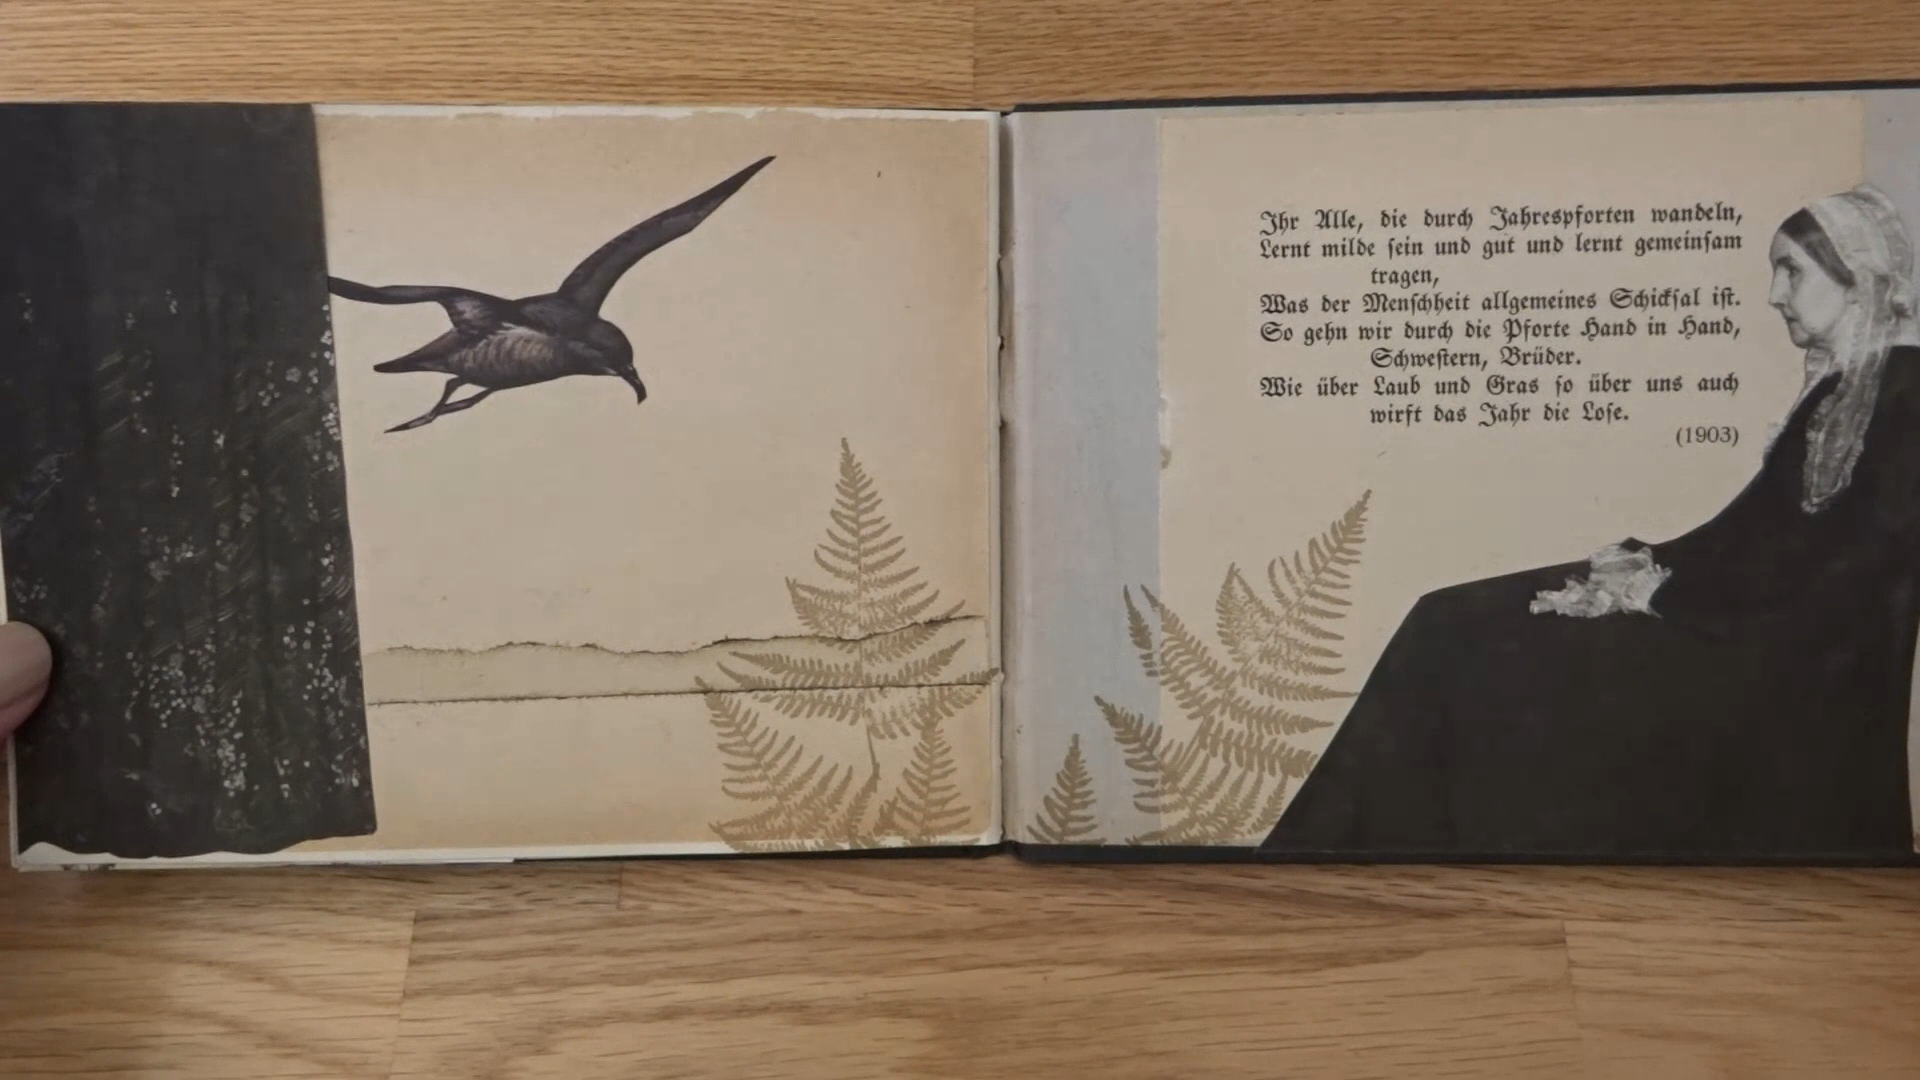 Ihr Alle, die durch Jahrespforten wandeln,
Lernt milde sein und gut und lernt gemeinsam
tragen,
Was der Menschheit allgemeines Schicksal ist.
So gehn wir durch die Pforte Hand in Hand,
Schwestern, Brüder.
Wie über Laub und Gras so über uns auch
wirft das Jahr die Lose.
(1903)